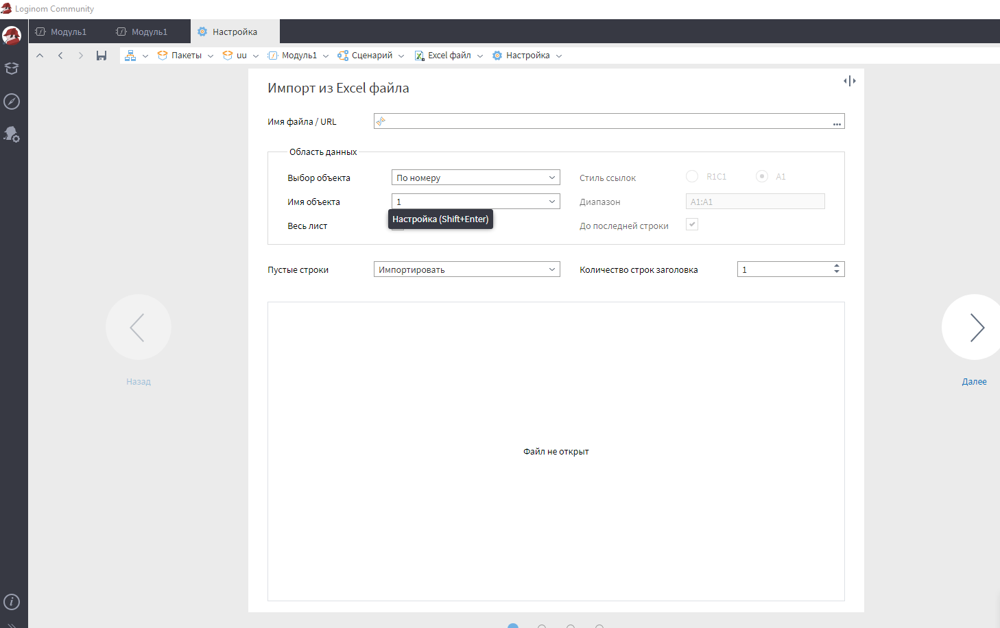 Loginom Community
Модуль1 Модуль1 Настройка
Пакеты uu Модуль1 Сценарий Excel файл Настройка
Импорт из Excel файла
Имя файла / URL ...
Область данных
Выбор объекта По номеру Стиль ссылок R1C1 A1
Имя объекта 1 Диапазон A1:A1
Настройка (Shift+Enter)
Весь лист До последней строки
Пустые строки Импортировать Количество строк заголовка 1
Назад
Далее
Файл не открыт